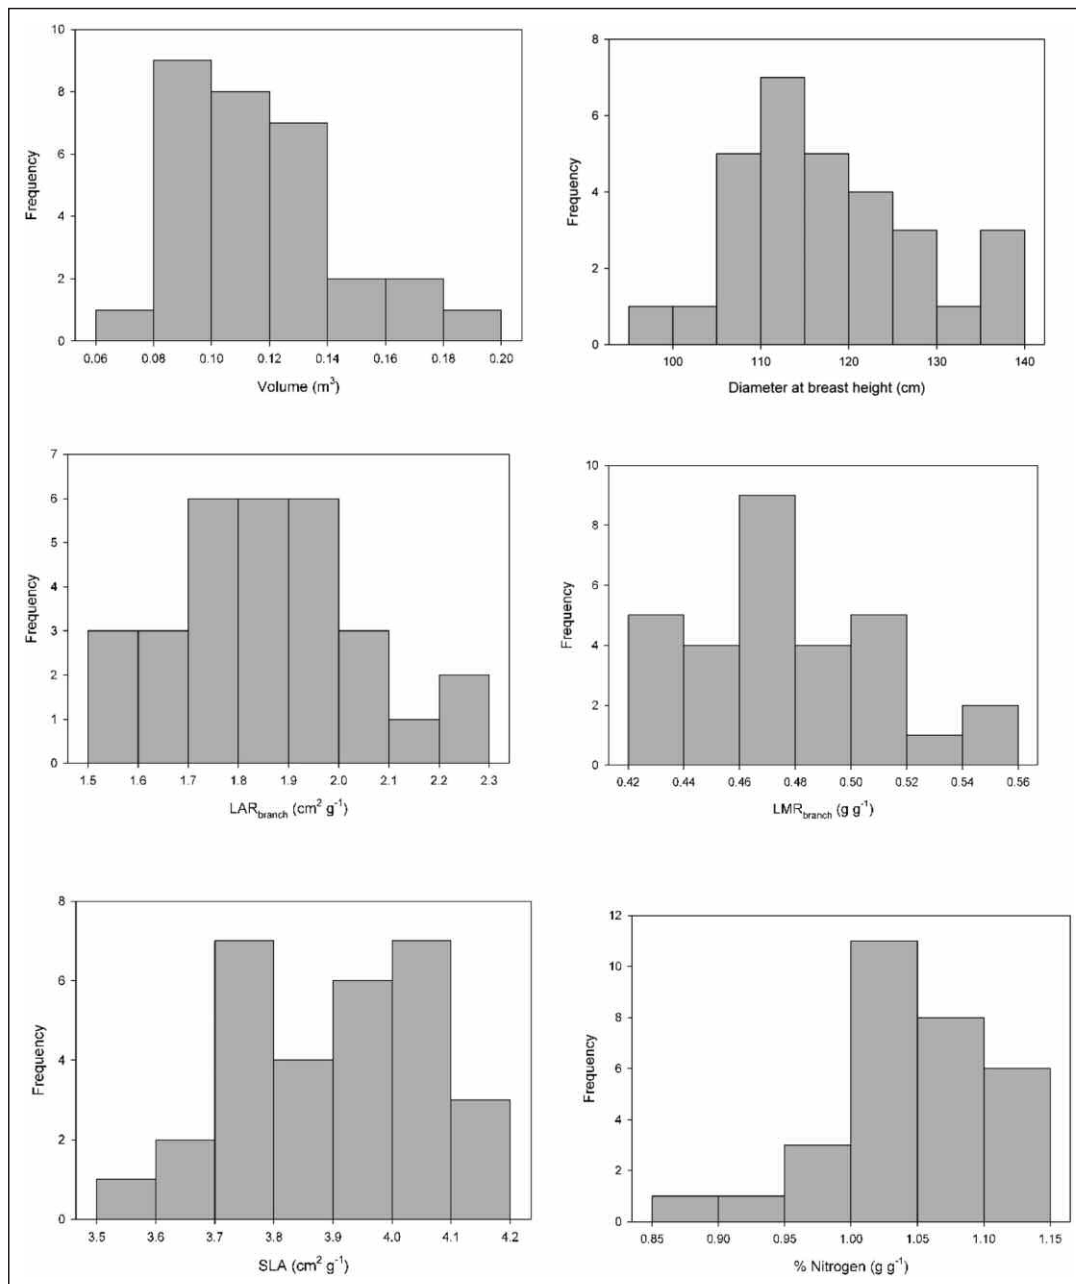 10
8
6
4
2
0
Frequency
0.06 0.08 0.10 0.12 0.14 0.16 0.18 0.20
Volume (m³)
8
6
4
2
0
Frequency
100 110 120 130 140
Diameter at breast height (cm)
7
6
5
4
3
2
1
0
Frequency
1.5 1.6 1.7 1.8 1.9 2.0 2.1 2.2 2.3
LAR_branch (cm² g⁻¹)
10
8
6
4
2
0
Frequency
0.42 0.44 0.46 0.48 0.50 0.52 0.54 0.56
LMR_branch (g g⁻¹)
8
6
4
2
0
Frequency
3.5 3.6 3.7 3.8 3.9 4.0 4.1 4.2
SLA (cm² g⁻¹)
12
10
8
6
4
2
0
Frequency
0.85 0.90 0.95 1.00 1.05 1.10 1.15
% Nitrogen (g g⁻¹)